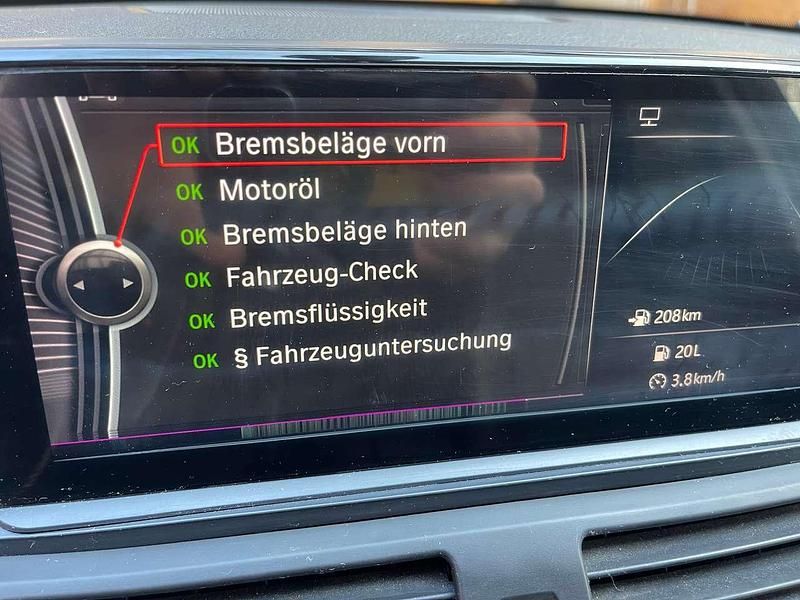 OK Bremsbeläge vorn
OK Motoröl
OK Bremsbeläge hinten
OK Fahrzeug-Check
OK Bremsflüssigkeit
OK § Fahrzeuguntersuchung
208km
20L
3.8km/h